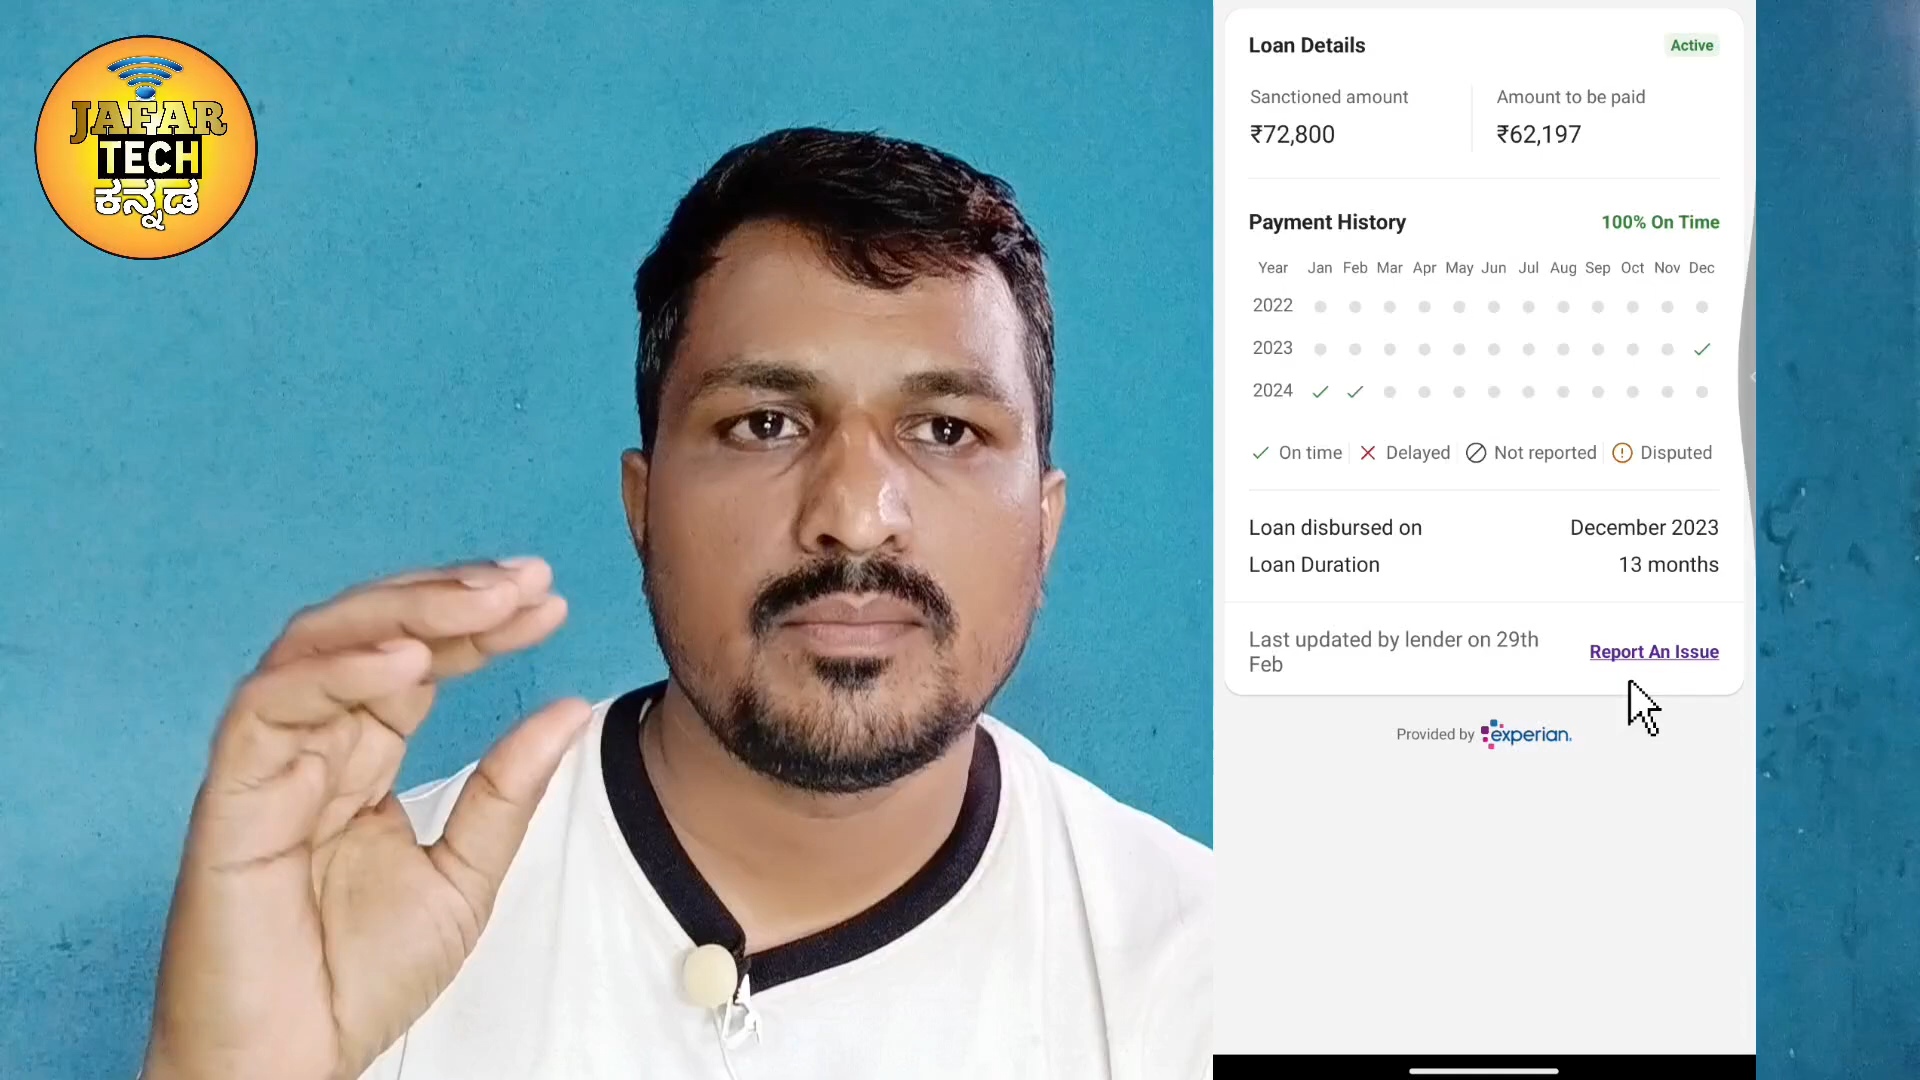 JAFAR
TECH
ಕನ್ನಡ
Loan Details
Active
Sanctioned amount
Amount to be paid
₹72,800
₹62,197
Payment History
100% On Time
Year Jan Feb Mar Apr May Jun Jul Aug Sep Oct Nov Dec
2022
2023
2024
On time
Delayed
Not reported
Disputed
Loan disbursed on
December 2023
Loan Duration
13 months
Last updated by lender on 29th
Feb
Report An Issue
Provided by experian.